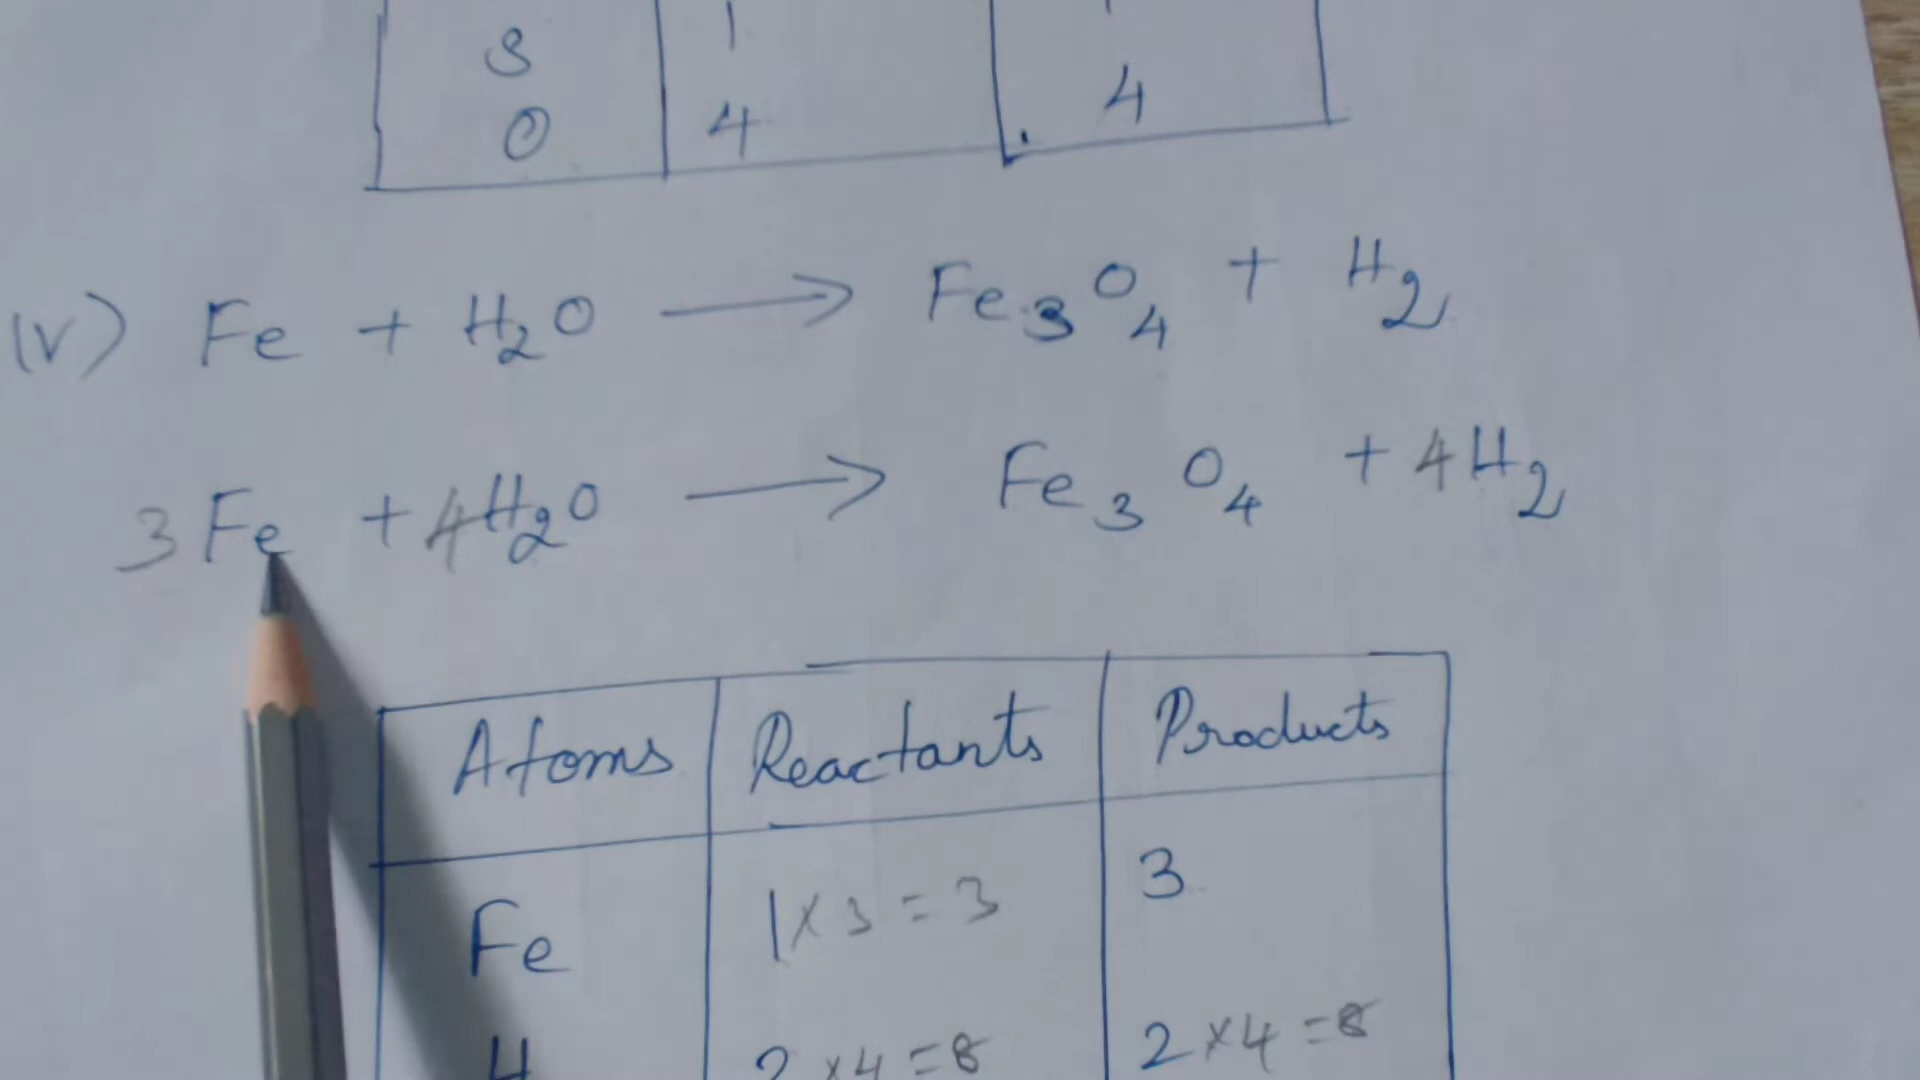 S 1
O 4 4
(V) Fe + H₂O ⟶ Fe₃O₄ + H₂
3Fe + 4H₂O ⟶ Fe₃O₄ + 4H₂
Atoms Reactants Products
Fe 1×3=3 3
H 2×4=8 2×4=8